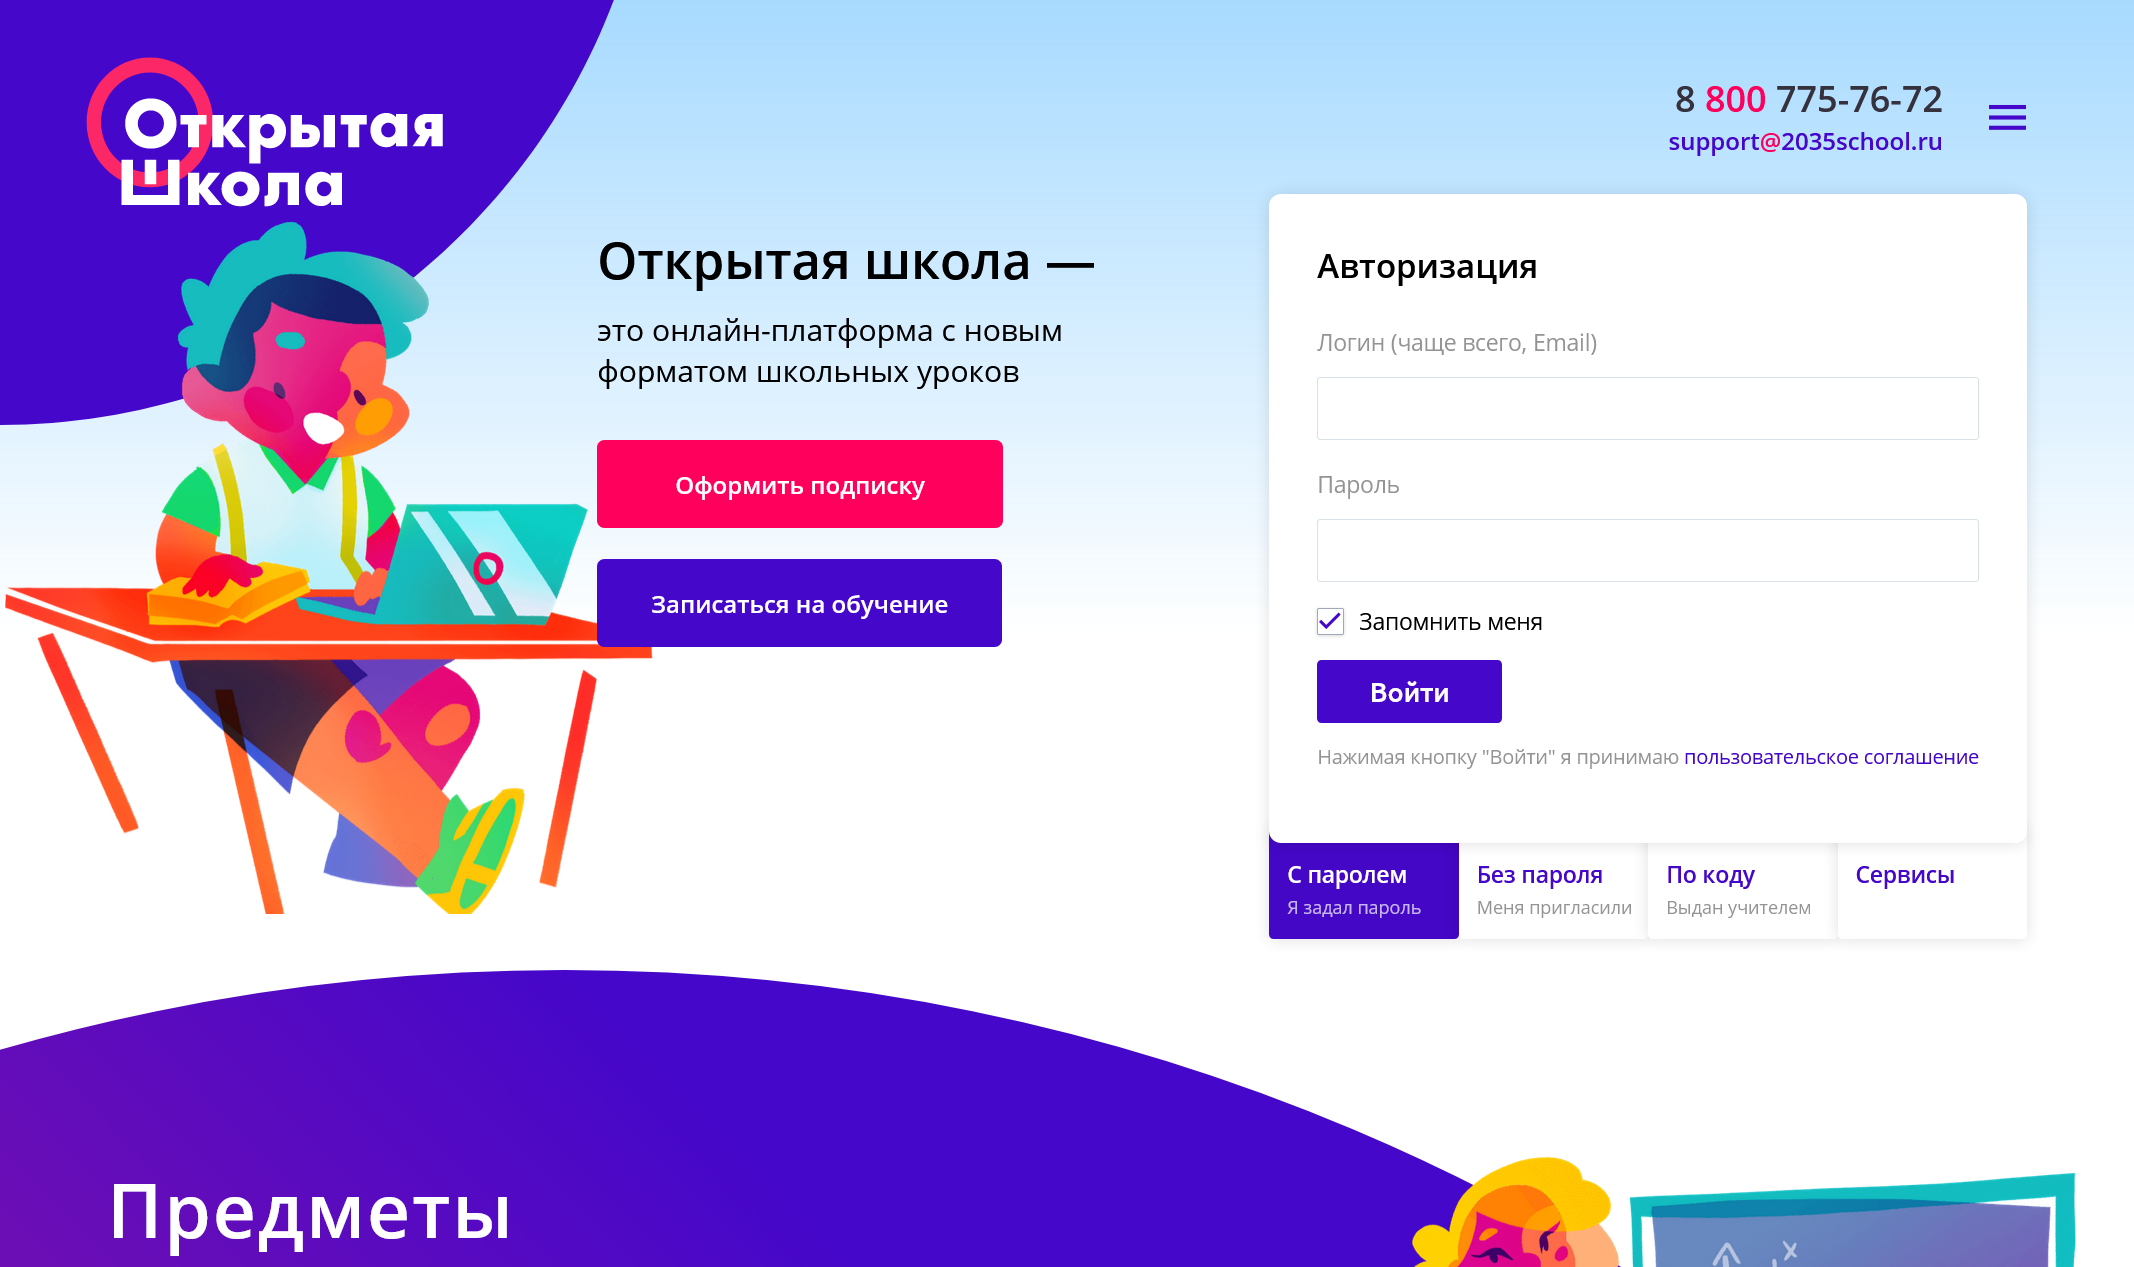 Открытая
Школа
8 800 775-76-72
support@2035school.ru
Открытая школа —
это онлайн-платформа с новым
форматом школьных уроков
Оформить подписку
Записаться на обучение
Авторизация
Логин (чаще всего, Email)
Пароль
Запомнить меня
Войти
Нажимая кнопку "Войти" я принимаю пользовательское соглашение
С паролем
Я задал пароль
Без пароля
Меня пригласили
По коду
Выдан учителем
Сервисы
Предметы